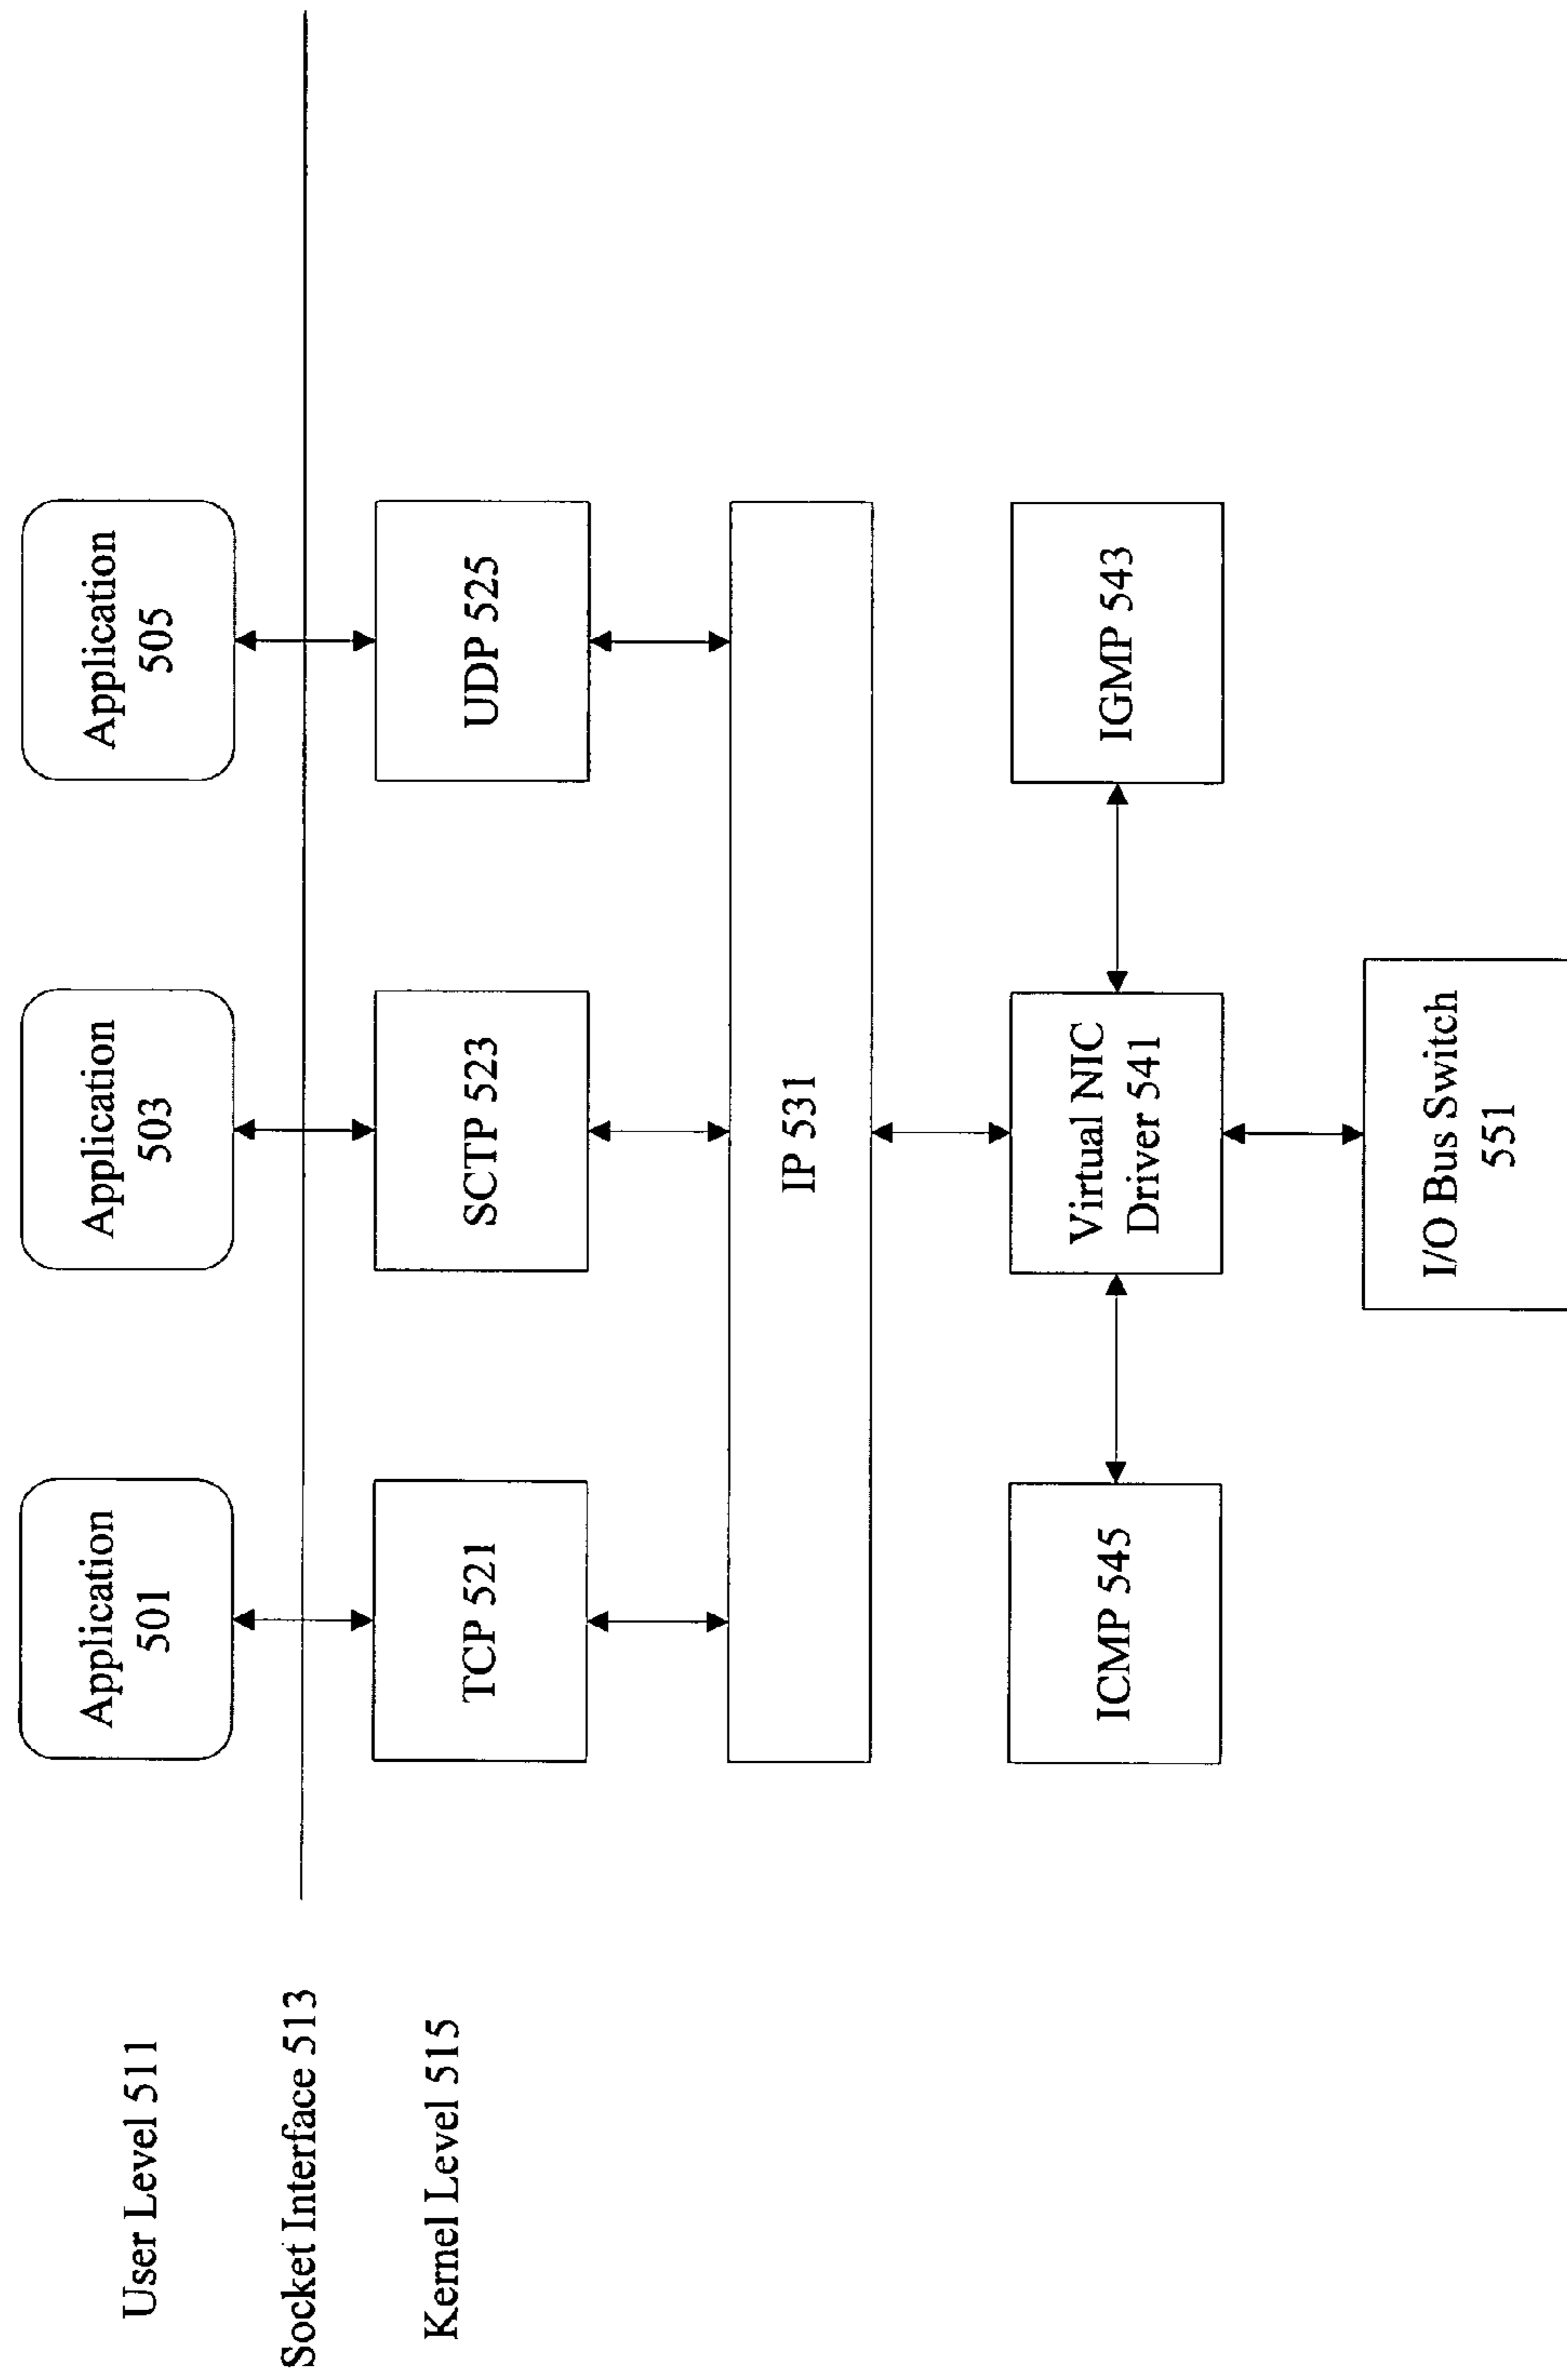 User Level 511
Application
501
Application
503
Application
505
Socket Interface 513
Kernel Level 515
TCP 521
SCTP 523
UDP 525
IP 531
ICMP 545
Virtual NIC
Driver 541
IGMP 543
I/O Bus Switch
551